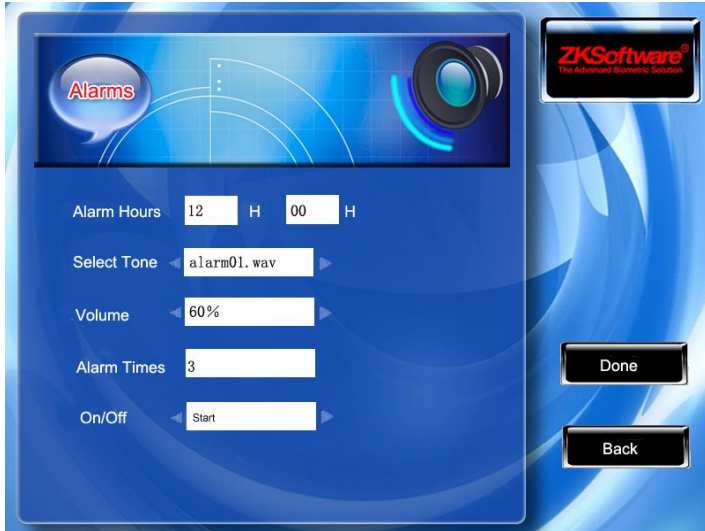 Alarms
ZKSoftware®
The Advanced Biometric Solution
Alarm Hours 12 H 00 H
Select Tone alarm01.wav
Volume 60%
Alarm Times 3
On/Off Start
Done
Back